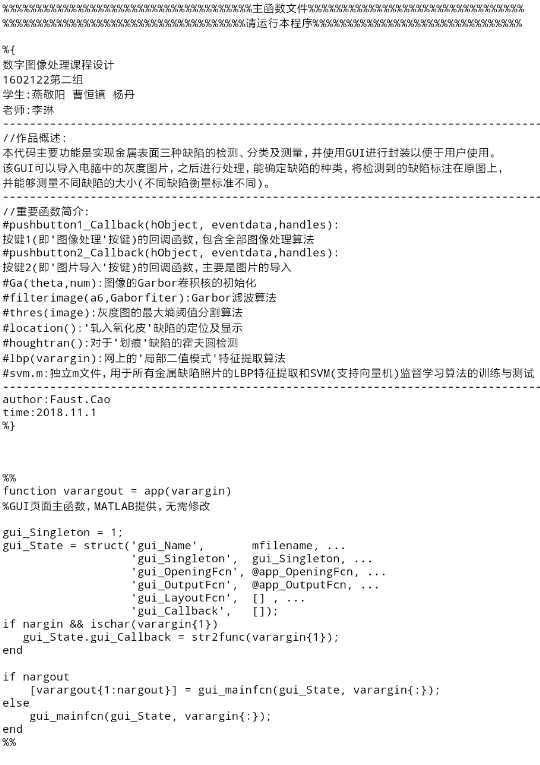 %%%%%%%%%%%%%%%%%%%%%%%%%%%%%%%%%%%%%主函数文件%%%%%%%%%%%%%%%%%%%%%%%%%%%%%%%%
%%%%%%%%%%%%%%%%%%%%%%%%%%%%%%%%%%%%请运行本程序%%%%%%%%%%%%%%%%%%%%%%%%%%%%%%%
%{
数字图像处理课程设计
1602122第二组
学生:燕敬阳 曹恒镇 杨丹
老师:李琳
--------------------------------------------------------------------------------
//作品概述:
本代码主要功能是实现金属表面三种缺陷的检测、分类及测量,并使用GUI进行封装以便于用户使用。
该GUI可以导入电脑中的灰度图片,之后进行处理,能确定缺陷的种类,将检测到的缺陷标注在原图上,
并能够测量不同缺陷的大小(不同缺陷衡量标准不同)。
--------------------------------------------------------------------------------
//重要函数简介:
#pushbutton1_Callback(hObject, eventdata,handles):
按键1(即'图像处理'按键)的回调函数,包含全部图像处理算法
#pushbutton2_Callback(hObject, eventdata,handles):
按键2(即'图片导入'按键)的回调函数,主要是图片的导入
#Ga(theta,num):图像的Garbor卷积核的初始化
#filterimage(a6,Gaborfiter):Garbor滤波算法
#thres(image):灰度图的最大熵阈值分割算法
#location():'轧入氧化皮'缺陷的定位及显示
#houghtran():对于'划痕'缺陷的霍夫圆检测
#lbp(varargin):网上的'局部二值模式'特征提取算法
#svm.m:独立m文件,用于所有金属缺陷照片的LBP特征提取和SVM(支持向量机)监督学习算法的训练与测试
--------------------------------------------------------------------------------
author:Faust.Cao
time:2018.11.1
%}
%%
function varargout = app(varargin)
%GUI页面主函数,MATLAB提供,无需修改
gui_Singleton = 1;
gui_State = struct('gui_Name',       mfilename, ...
                   'gui_Singleton',  gui_Singleton, ...
                   'gui_OpeningFcn', @app_OpeningFcn, ...
                   'gui_OutputFcn',  @app_OutputFcn, ...
                   'gui_LayoutFcn',  [] , ...
                   'gui_Callback',   []);
if nargin && ischar(varargin{1})
   gui_State.gui_Callback = str2func(varargin{1});
end
if nargout
    [varargout{1:nargout}] = gui_mainfcn(gui_State, varargin{:});
else
    gui_mainfcn(gui_State, varargin{:});
end
%%